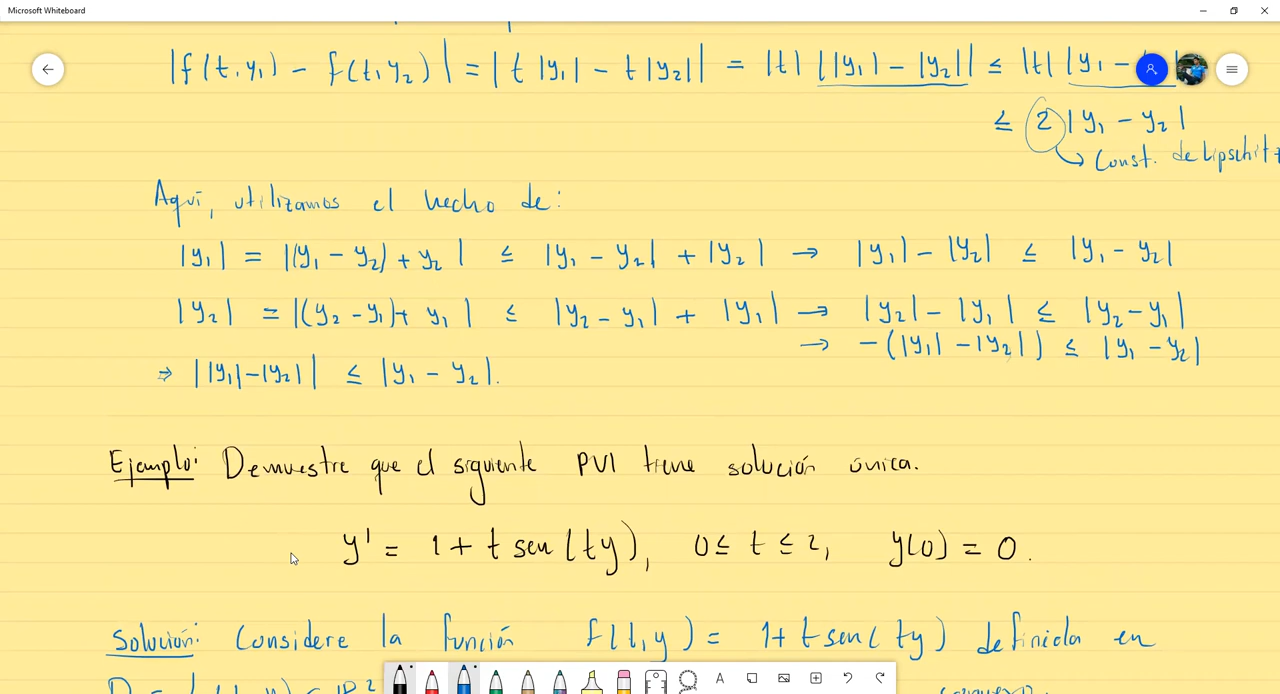 Microsoft Whiteboard
|f(t,y₁) - f(t,y₂)| = |t|y₁| - t|y₂|| = |t| ||y₁| - |y₂|| ≤ |t| |y₁ -
≤ 2|y₁ - y₂|
→ Const. de Lipschitz
Aquí, utilizamos el hecho de:
|y₁| = |(y₁ - y₂) + y₂| ≤ |y₁ - y₂| + |y₂| → |y₁| - |y₂| ≤ |y₁ - y₂|
|y₂| = |(y₂ - y₁) + y₁| ≤ |y₂ - y₁| + |y₁| → |y₂| - |y₁| ≤ |y₂ - y₁|
→ -(|y₁| - |y₂|) ≤ |y₁ - y₂|
⇒ ||y₁| - |y₂|| ≤ |y₁ - y₂|.
Ejemplo: Demuestre que el siguiente PVI tiene solución única.
y' = 1 + t sen(ty), 0 ≤ t ≤ 2, y(0) = 0.
Solución: Considere la función f(t,y) = 1 + t sen(ty) definida en